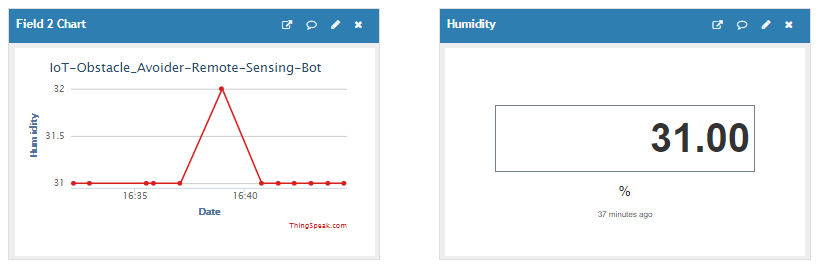 Field 2 Chart
IoT-Obstacle_Avoider-Remote-Sensing-Bot
Humidity
32
31.5
31
16:35
16:40
Date
ThingSpeak.com
Humidity
31.00
%
37 minutes ago